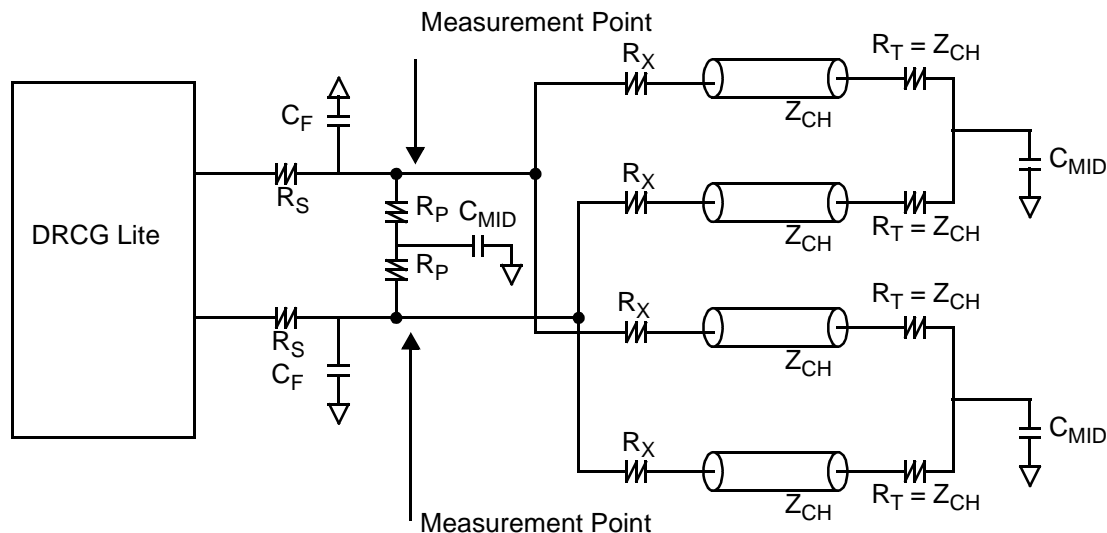 Measurement Point
R_X
R_T = Z_CH
Z_CH
C_F
C_MID
R_S
R_X
R_P
C_MID
R_T = Z_CH
Z_CH
DRCG Lite
R_P
R_X
R_T = Z_CH
R_S
Z_CH
C_F
C_MID
R_X
R_T = Z_CH
Z_CH
Measurement Point